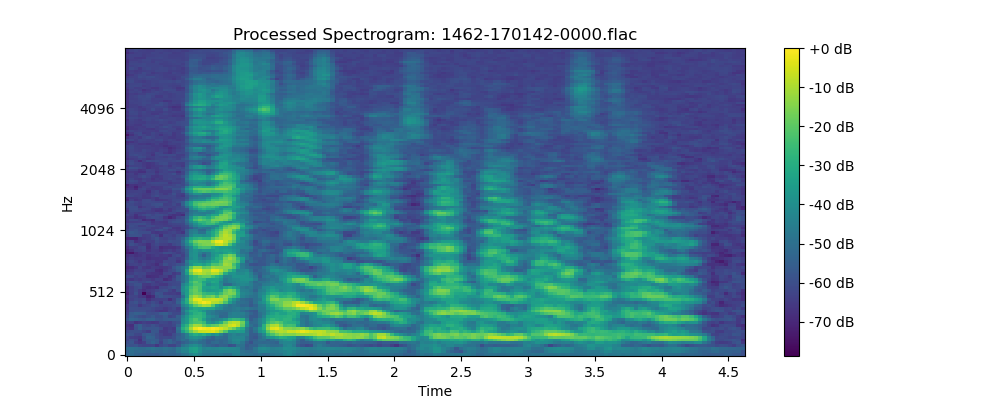 Processed Spectrogram: 1462-170142-0000.flac
Hz
4096
2048
1024
512
0
0 0.5 1 1.5 2 2.5 3 3.5 4 4.5
Time
+0 dB
-10 dB
-20 dB
-30 dB
-40 dB
-50 dB
-60 dB
-70 dB